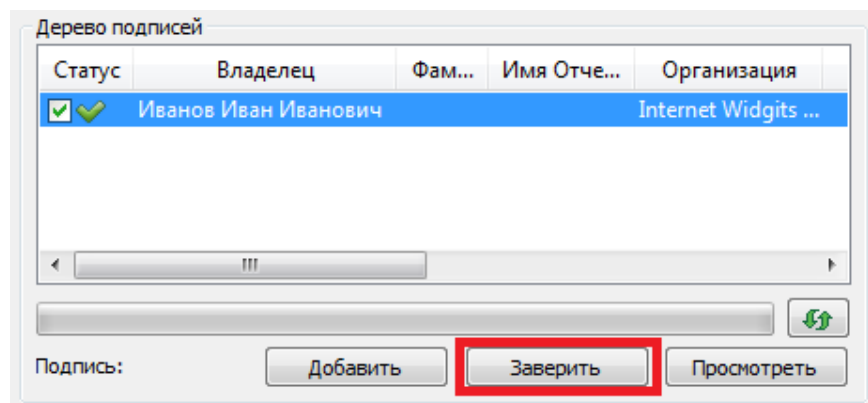 Дерево подписей
Статус Владелец Фам... Имя Отче... Организация
Иванов Иван Иванович Internet Widgits ...
Подпись: Добавить Заверить Просмотреть